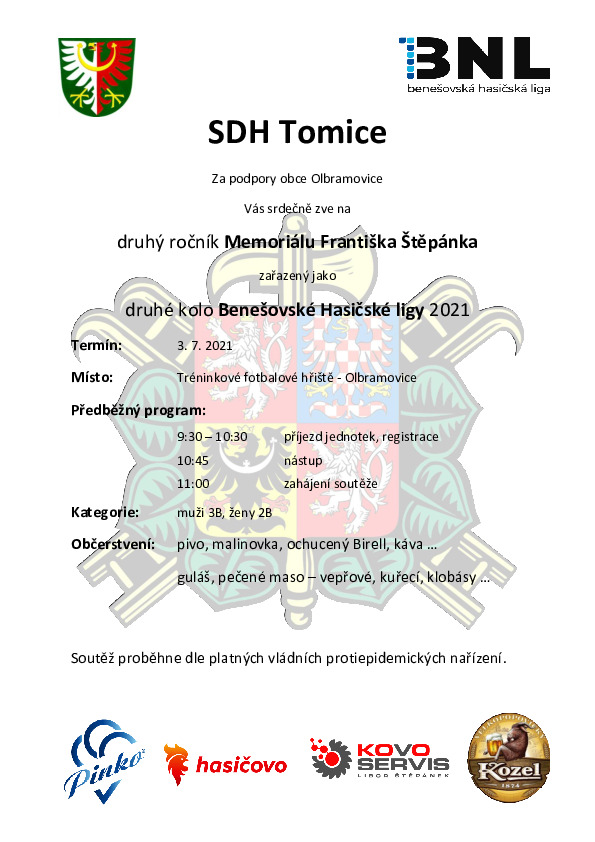 BNL
benešovská hasičská liga
SDH Tomice
Za podpory obce Olbramovice
Vás srdečně zve na
druhý ročník Memoriálu Františka Štěpánka
zařazený jako
druhé kolo Benešovské Hasičské ligy 2021
Termín: 3. 7. 2021
Místo: Tréninkové fotbalové hřiště - Olbramovice
Předběžný program:
9:30 – 10:30 příjezd jednotek, registrace
10:45 nástup
11:00 zahájení soutěže
Kategorie: muži 3B, ženy 2B
Občerstvení: pivo, malinovka, ochucený Birell, káva …
guláš, pečené maso – vepřové, kuřecí, klobásy …
Soutěž proběhne dle platných vládních protiepidemických nařízení.
Pinko
hasičovo
KOVO
SERVIS
LIBOR ŠTĚPÁNEK
VELKOPOPOVICKÝ
Kozel
1874